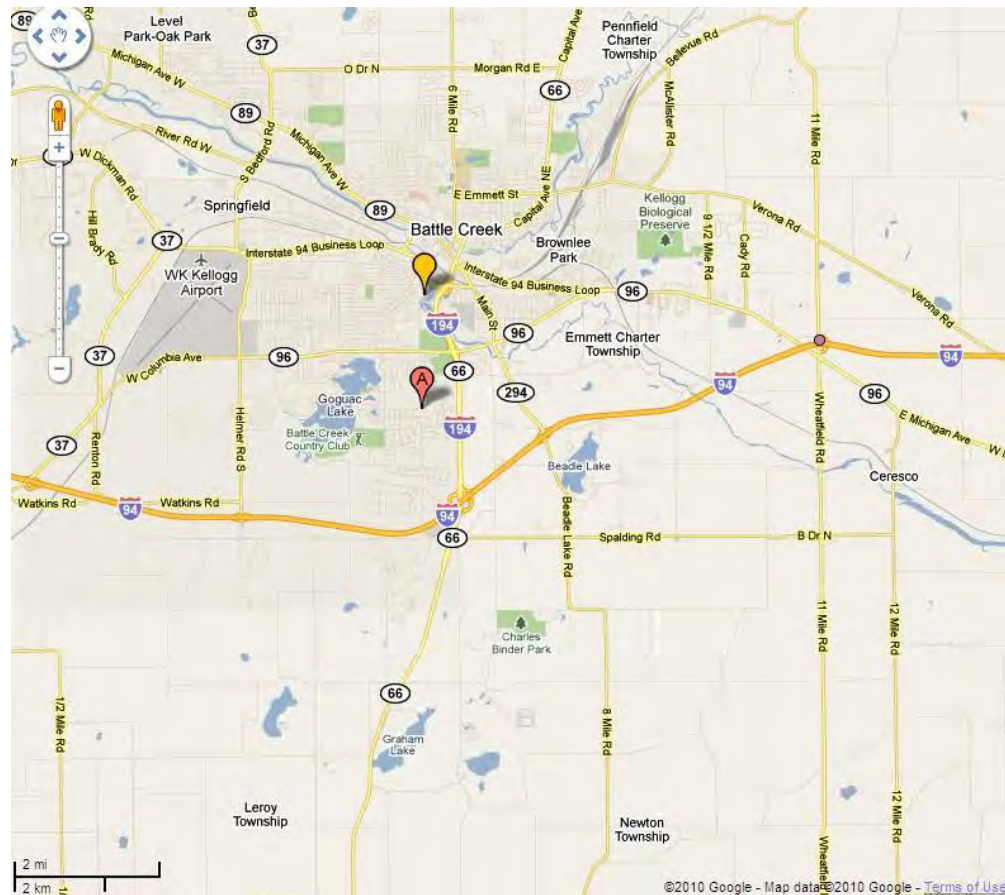 89
Level
Park-Oak Park
37
Michigan Ave W
O Dr N
Morgan Rd E
6 Mile Rd
66
Capital Ave
Pennfield
Charter
Township
Bellevue Rd
McAlister Rd
11 Mile Rd
89
River Rd W
S Bedford Rd
Michigan Ave W
W Dickman Rd
Springfield
89
E Emmett St
Capital Ave NE
Kellogg
Biological
Preserve
9 1/2 Mile Rd
Cady Rd
Verona Rd
Hill Brady Rd
37
Interstate 94 Business Loop
Battle Creek
Brownlee
Park
WK Kellogg
Airport
Interstate 94 Business Loop
96
Verona Rd
194
Main St
96
Emmett Charter
Township
37
W Columbia Ave
96
66
94
94
A
Goguac
Lake
294
96
E Michigan Ave
37
Renton Rd
Helmer Rd S
Battle Creek
Country Club
194
Beadle Lake
Wheatfield Rd
W
Ceresco
Watkins Rd
94
Watkins Rd
94
66
Beadle Lake Rd
Spalding Rd
B Dr N
11 Mile Rd
12 Mile Rd
Charles
Binder Park
1/2 Mile Rd
66
8 Mile Rd
Graham
Lake
Leroy
Township
Newton
Township
12 Mile Rd
Wheatfield
2 mi
2 km
©2010 Google - Map data ©2010 Google - Terms of Use